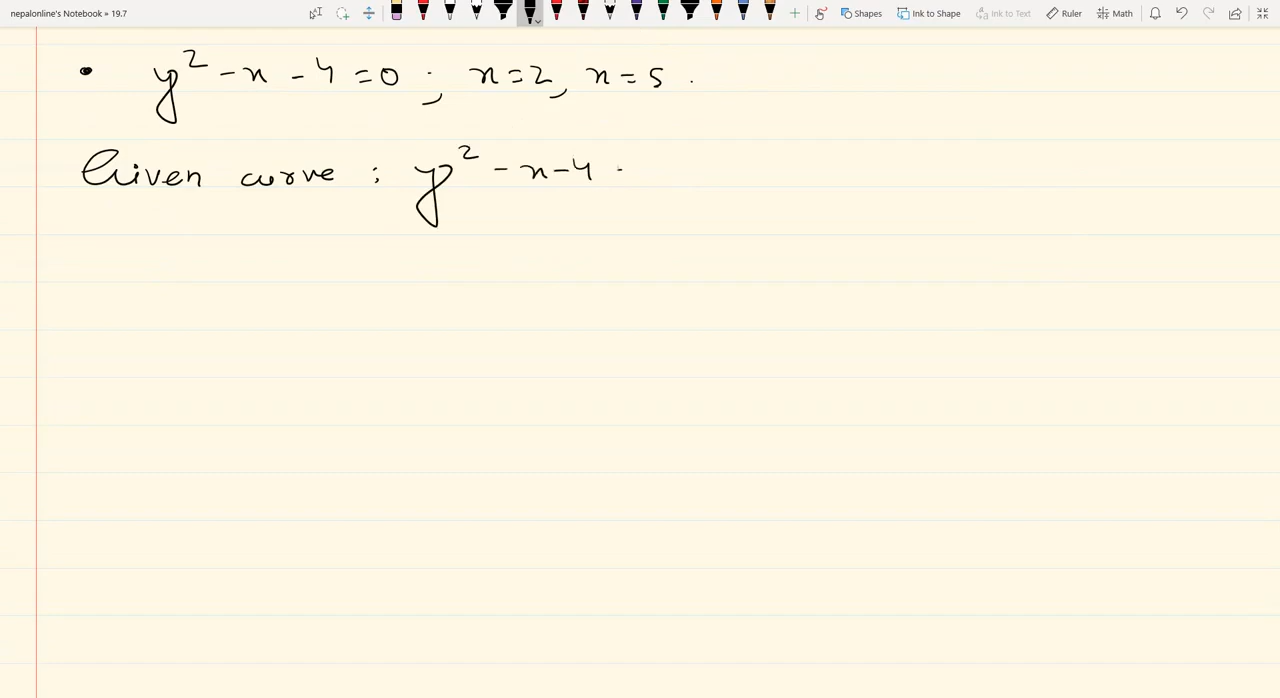 nepalonline's Notebook » 19.7 Shapes Ink to Shape Ink to Text Ruler Math
• y² - x - 4 = 0 ; x = 2, x = 5 .
Given curve : y² - x - 4